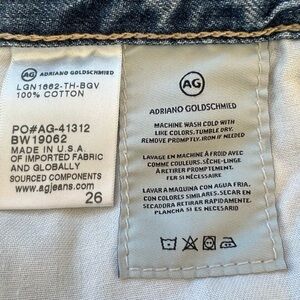 AG ADRIANO GOLDSCHMIED
LGN1662-TH-BGV
100% COTTON
PO#AG-41312
BW19062
MADE IN U.S.A.
OF IMPORTED FABRIC
AND GLOBALLY
SOURCED COMPONENTS
www.agjeans.com
26
AG
ADRIANO GOLDSCHMIED
MACHINE WASH COLD WITH
LIKE COLORS. TUMBLE DRY.
REMOVE PROMPTLY. IRON IF NEEDED
LAVAGE EN MACHINE À FROID AVEC
COMME COULEURS. SÈCHE-LINGE
À RETIRER PROMPTEMENT.
FER SI NÉCESSAIRE
LAVAR A MAQUINA CON AGUA FRIA.
CON COLORES SIMILARES. SECAR EN
SECADORA RETIRAR RAPIDAMENTE.
PLANCHA SI ES NECESARIO